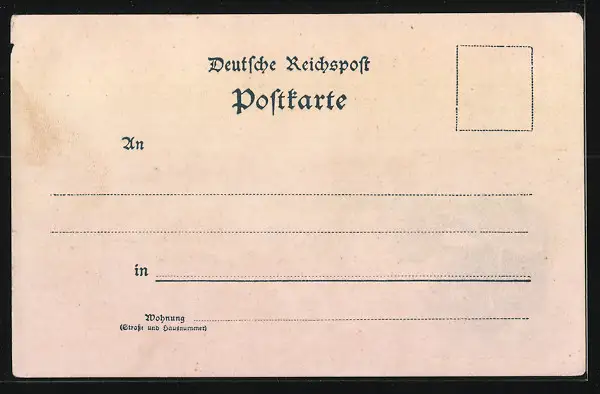 Deutsche Reichspost
Postkarte
An
in
Wohnung
(Straße und Hausnummer)